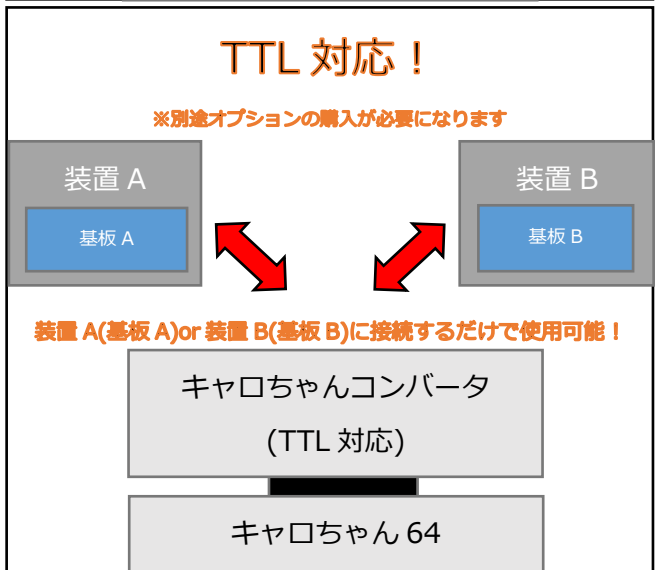 TTL 対応！
※別途オプションの購入が必要になります
装置 A
装置 B
基板 A
基板 B
装置 A(基板 A)or 装置 B(基板 B)に接続するだけで使用可能！
キャロちゃんコンバータ
(TTL 対応)
キャロちゃん 64